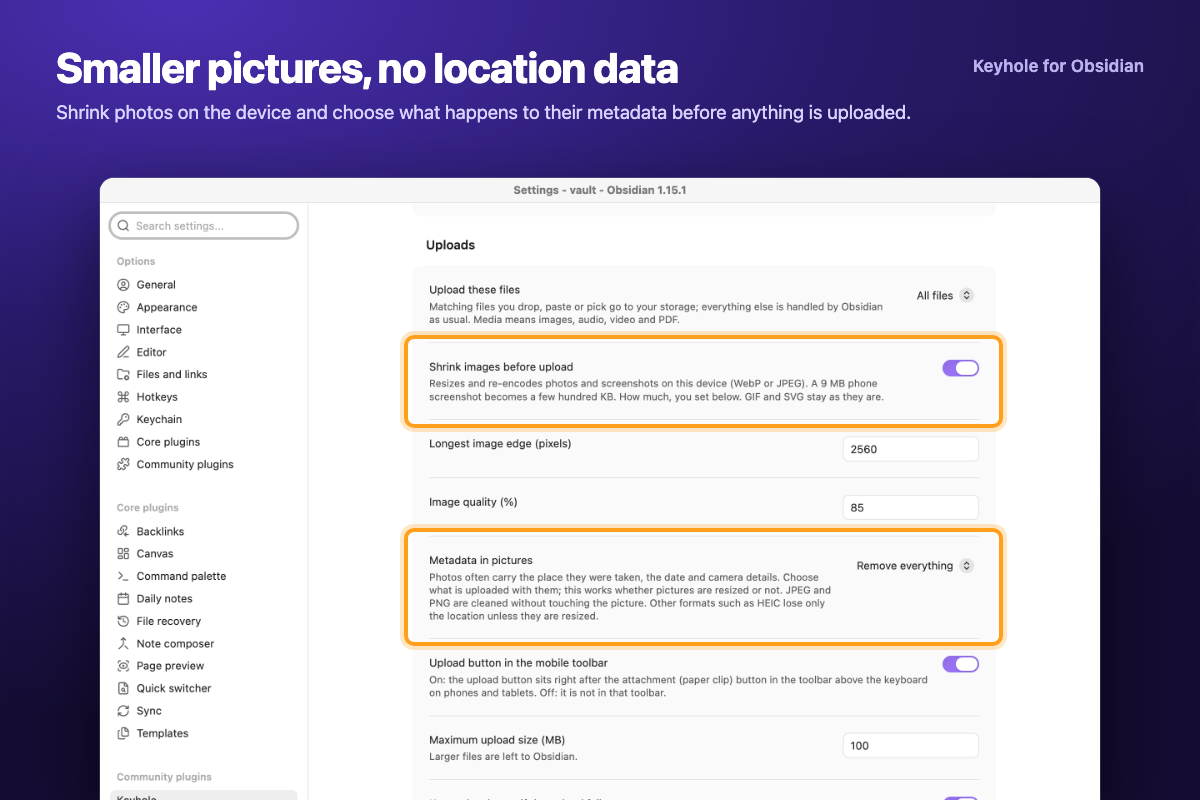 Smaller pictures, no location data
Keyhole for Obsidian
Shrink photos on the device and choose what happens to their metadata before anything is uploaded.
Settings - vault - Obsidian 1.15.1
Search settings...
Options
General
Appearance
Interface
Editor
Files and links
Hotkeys
Keychain
Core plugins
Community plugins
Core plugins
Backlinks
Canvas
Command palette
Daily notes
File recovery
Note composer
Page preview
Quick switcher
Sync
Templates
Community plugins
Keyhole
Uploads
Upload these files
Matching files you drop, paste or pick go to your storage; everything else is handled by Obsidian
as usual. Media means images, audio, video and PDF.
All files
Shrink images before upload
Resizes and re-encodes photos and screenshots on this device (WebP or JPEG). A 9 MB phone
screenshot becomes a few hundred KB. How much, you set below. GIF and SVG stay as they are.
Longest image edge (pixels)
2560
Image quality (%)
85
Metadata in pictures
Photos often carry the place they were taken, the date and camera details. Choose
what is uploaded with them; this works whether pictures are resized or not. JPEG and
PNG are cleaned without touching the picture. Other formats such as HEIC lose only
the location unless they are resized.
Remove everything
Upload button in the mobile toolbar
On: the upload button sits right after the attachment (paper clip) button in the toolbar above the keyboard
on phones and tablets. Off: it is not in that toolbar.
Maximum upload size (MB)
Larger files are left to Obsidian.
100